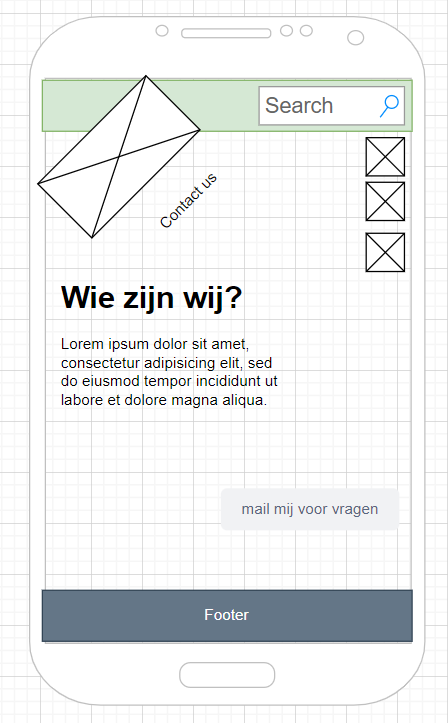 Search
Contact us
Wie zijn wij?
Lorem ipsum dolor sit amet,
consectetur adipisicing elit, sed
do eiusmod tempor incididunt ut
labore et dolore magna aliqua.
mail mij voor vragen
Footer